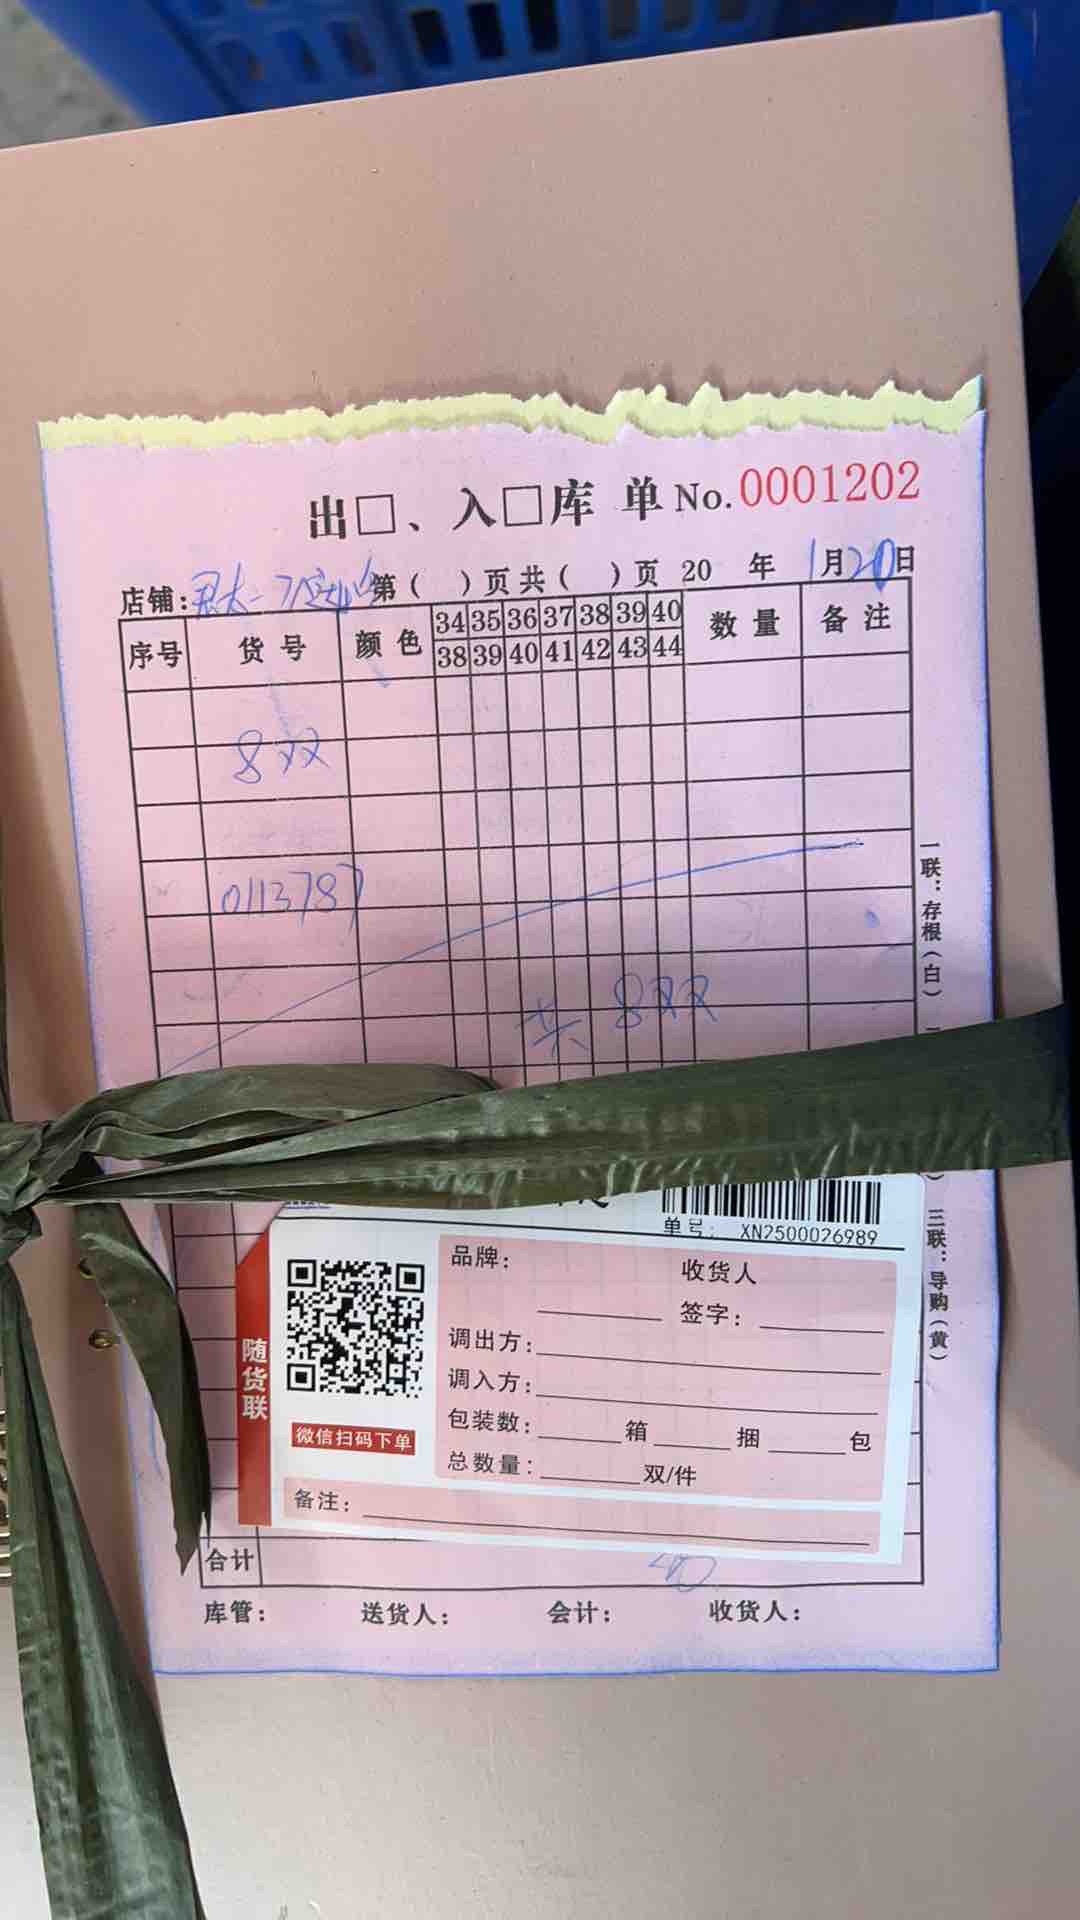 出□、入□库 单 No.0001202
店铺: 第( )页共( )页 20 年 1月20日
序号 货号 颜色 34 35 36 37 38 39 40 数量 备注
38 39 40 41 42 43 44
8双
0113787
共 8双
一联:存根(白)
三联:导购(黄)
单号: XN2500026989
品牌: 收货人
签字:
调出方:
调入方:
包装数: 箱 捆 包
总数量: 双/件
备注:
随货联
微信扫码下单
合计
库管: 送货人: 会计: 收货人: